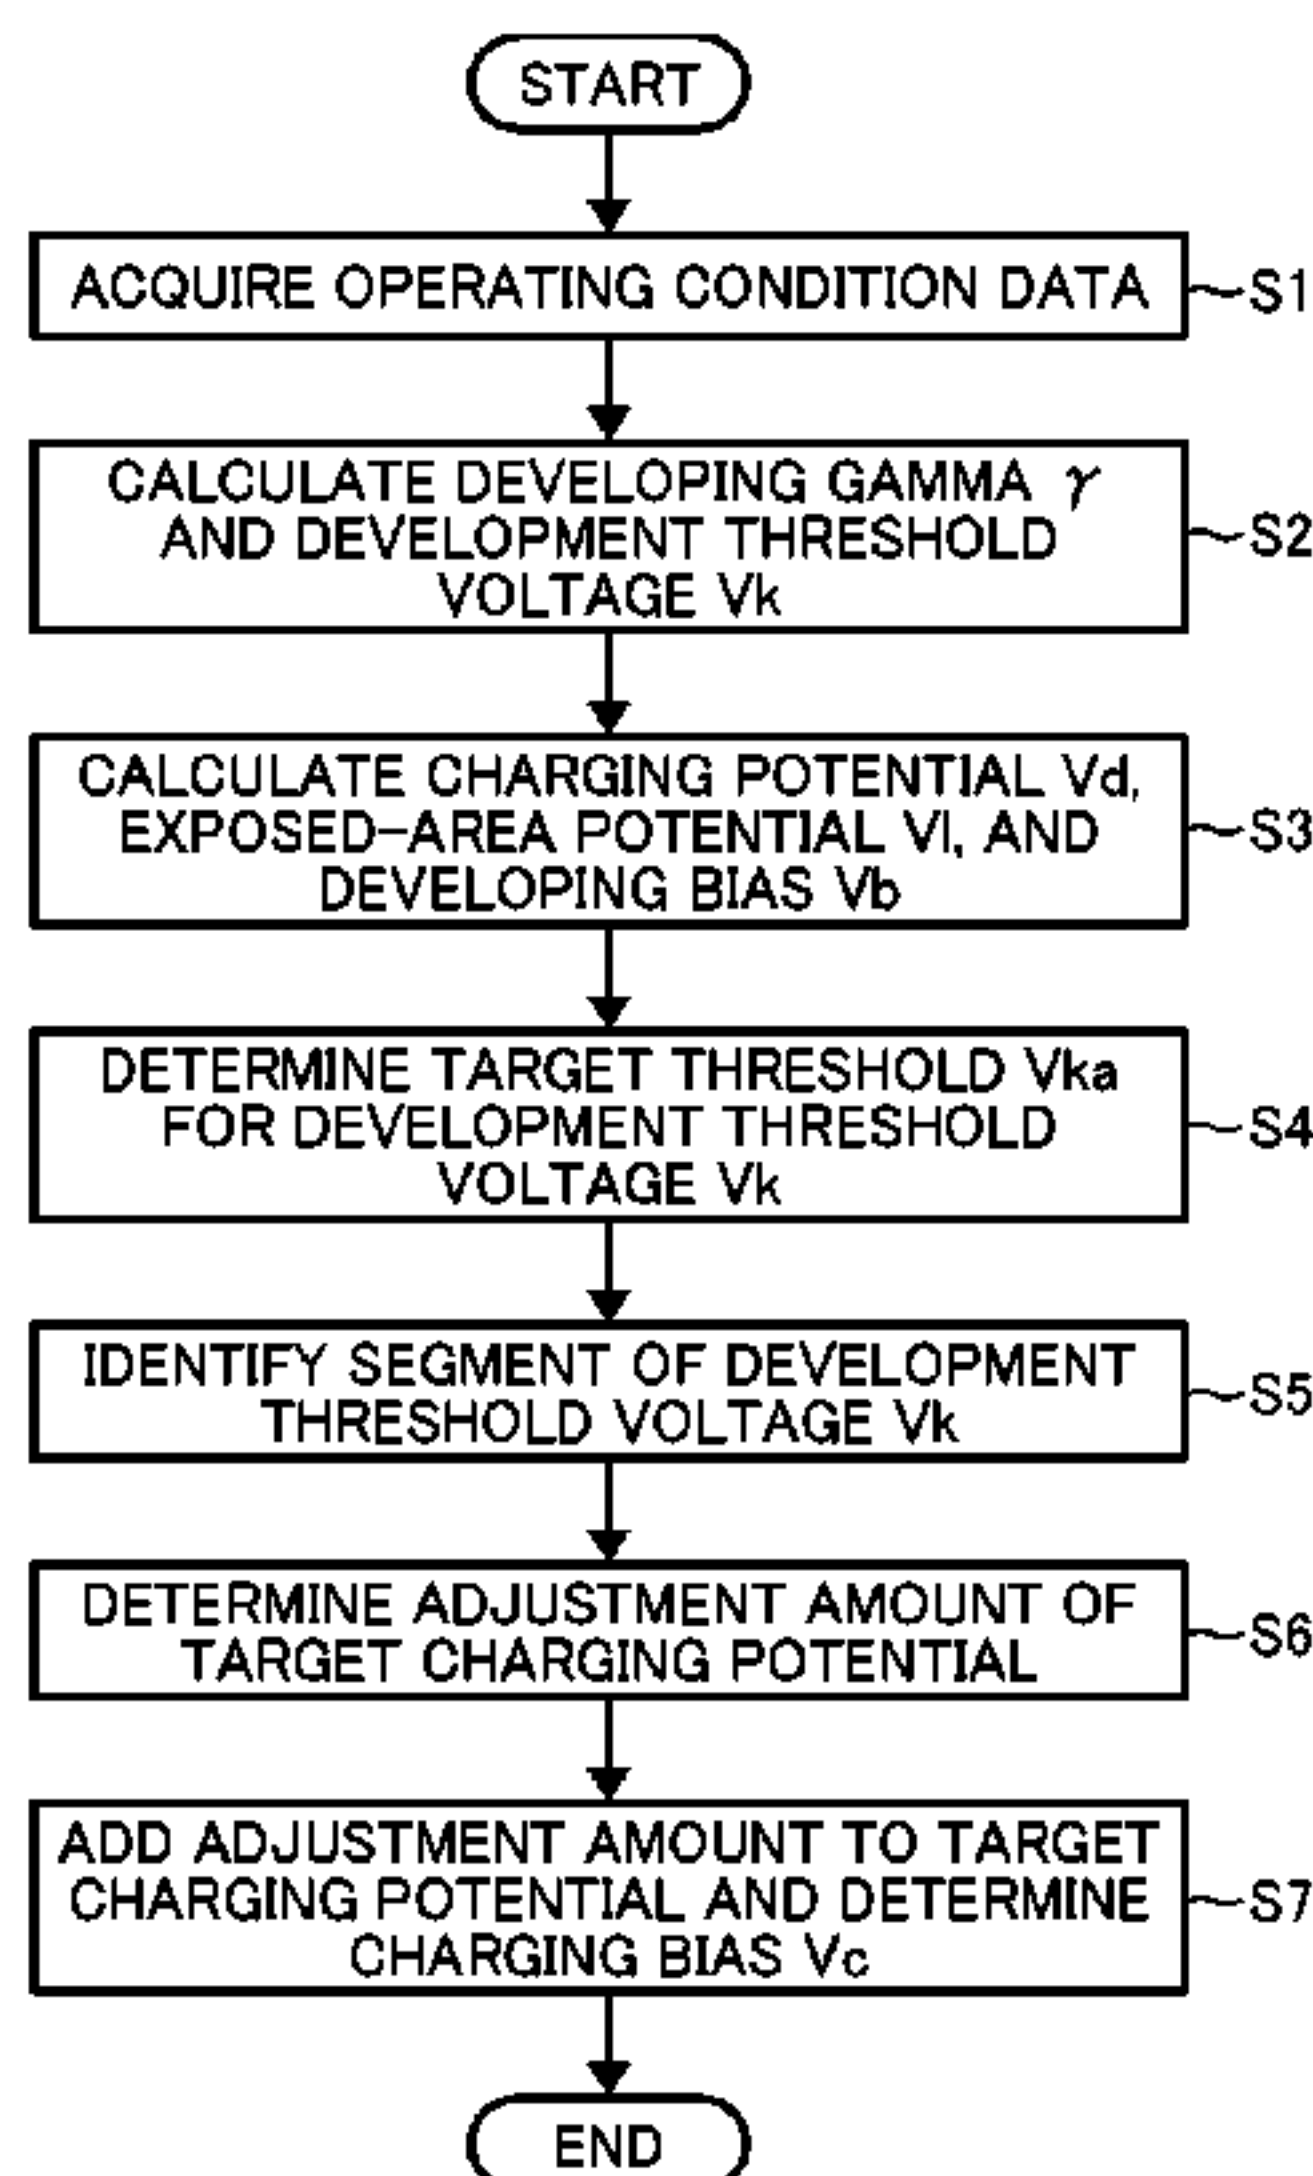 START
ACQUIRE OPERATING CONDITION DATA
S1
CALCULATE DEVELOPING GAMMA γ
AND DEVELOPMENT THRESHOLD
VOLTAGE Vk
S2
CALCULATE CHARGING POTENTIAL Vd,
EXPOSED-AREA POTENTIAL Vl, AND
DEVELOPING BIAS Vb
S3
DETERMINE TARGET THRESHOLD Vka
FOR DEVELOPMENT THRESHOLD
VOLTAGE Vk
S4
IDENTIFY SEGMENT OF DEVELOPMENT
THRESHOLD VOLTAGE Vk
S5
DETERMINE ADJUSTMENT AMOUNT OF
TARGET CHARGING POTENTIAL
S6
ADD ADJUSTMENT AMOUNT TO TARGET
CHARGING POTENTIAL AND DETERMINE
CHARGING BIAS Vc
S7
END